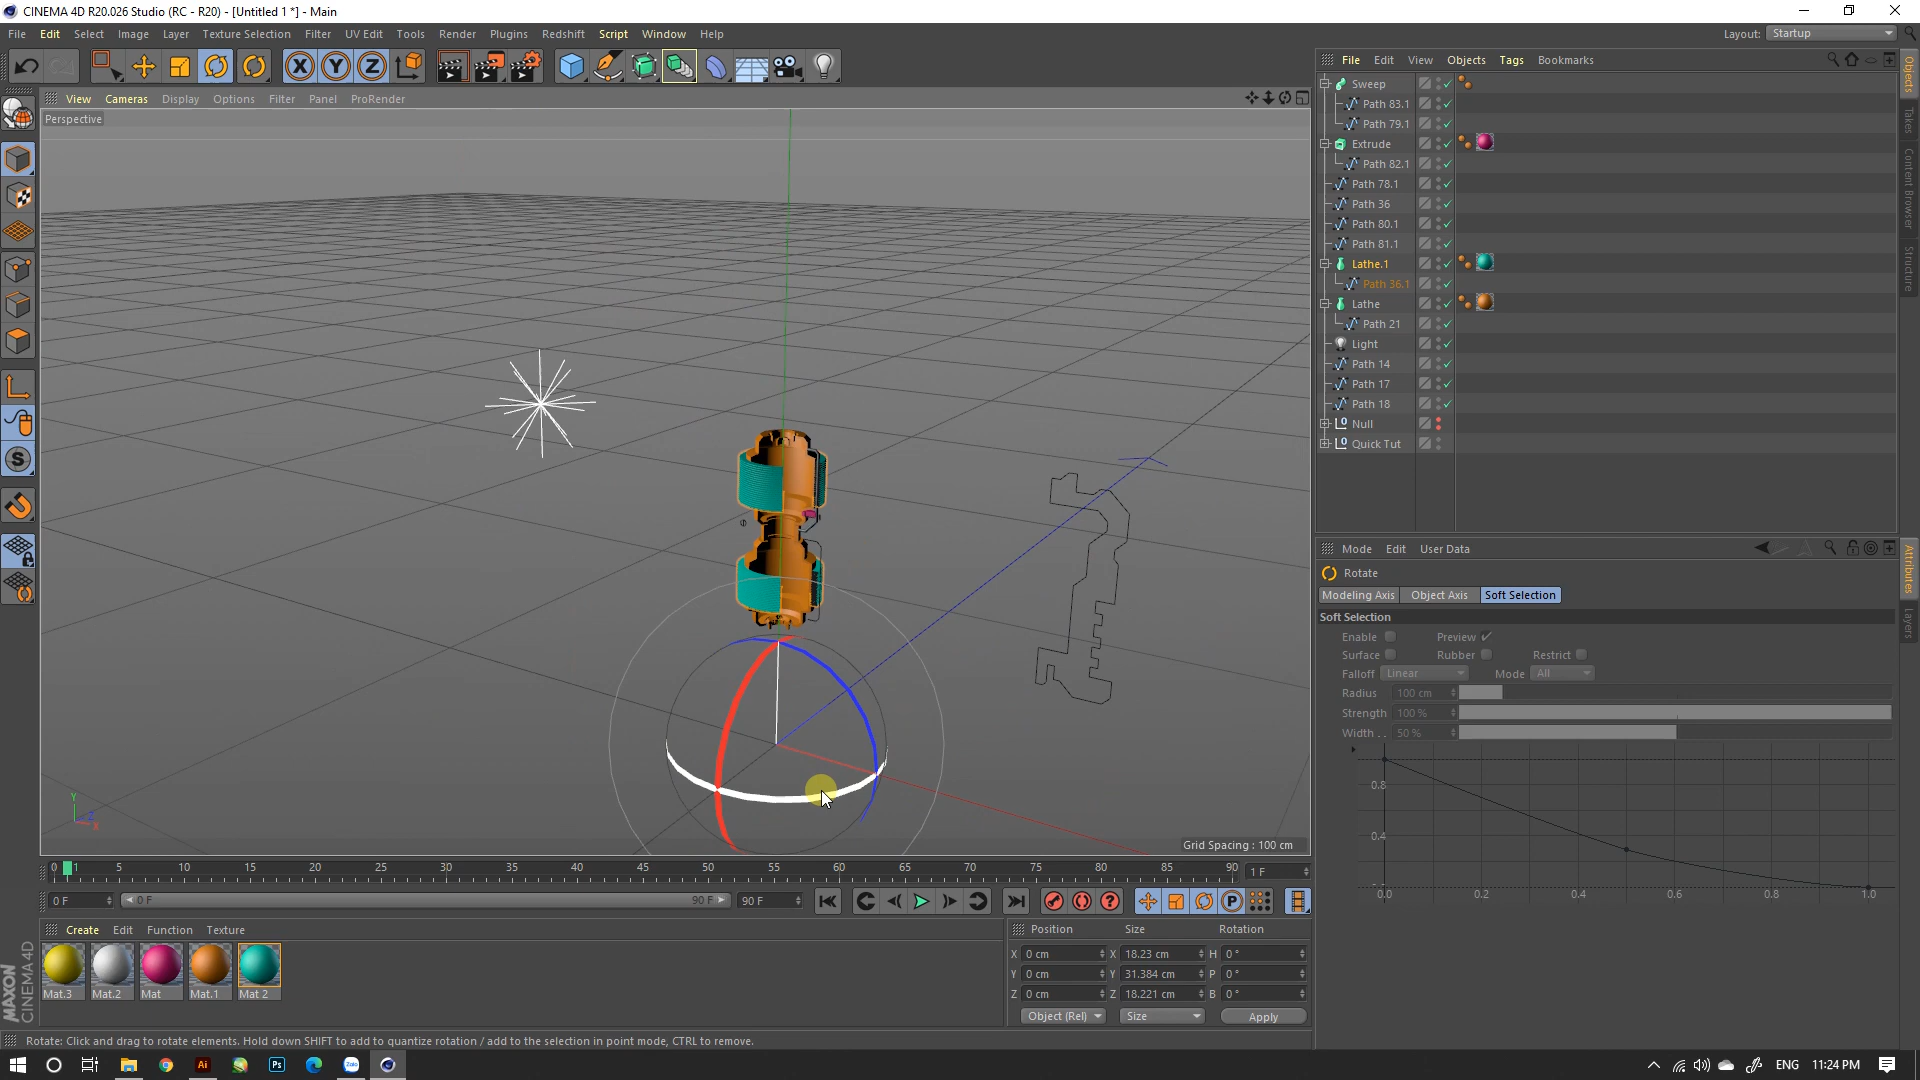 CINEMA 4D R20.026 Studio (RC - R20) - [Untitled 1 *] - Main
File Edit Select Image Layer Texture Selection Filter UV Edit Tools Render Plugins Redshift Script Window Help
Layout: Startup
View Cameras Display Options Filter Panel ProRender
Perspective
File Edit View Objects Tags Bookmarks
Sweep
Path 83.1
Path 79.1
Extrude
Path 82.1
Path 78.1
Path 36
Path 80.1
Path 81.1
Lathe.1
Path 36.1
Lathe
Path 21
Light
Path 14
Path 17
Path 18
Null
Quick Tut
Objects
Takes
Content Browser
Structure
Mode Edit User Data
Rotate
Modeling Axis Object Axis Soft Selection
Soft Selection
Enable Preview
Surface Rubber Restrict
Falloff Linear Mode All
Radius 100 cm
Strength 100 %
Width . . 50 %
0.8
0.4
0.0 0.2 0.4 0.6 0.8 1.0
Attributes
Layers
Y
Z
X
Grid Spacing : 100 cm
0 1 5 10 15 20 25 30 35 40 45 50 55 60 65 70 75 80 85 90 1 F
0 F 0 F 90 F 90 F
Create Edit Function Texture
Mat.3 Mat.2 Mat Mat.1 Mat 2
MAXON
CINEMA 4D
Position Size Rotation
X 0 cm X 18.23 cm H 0 °
Y 0 cm Y 31.384 cm P 0 °
Z 0 cm Z 18.221 cm B 0 °
Object (Rel) Size Apply
Rotate: Click and drag to rotate elements. Hold down SHIFT to add to quantize rotation / add to the selection in point mode, CTRL to remove.
Ai Ps Zalo
ENG 11:24 PM